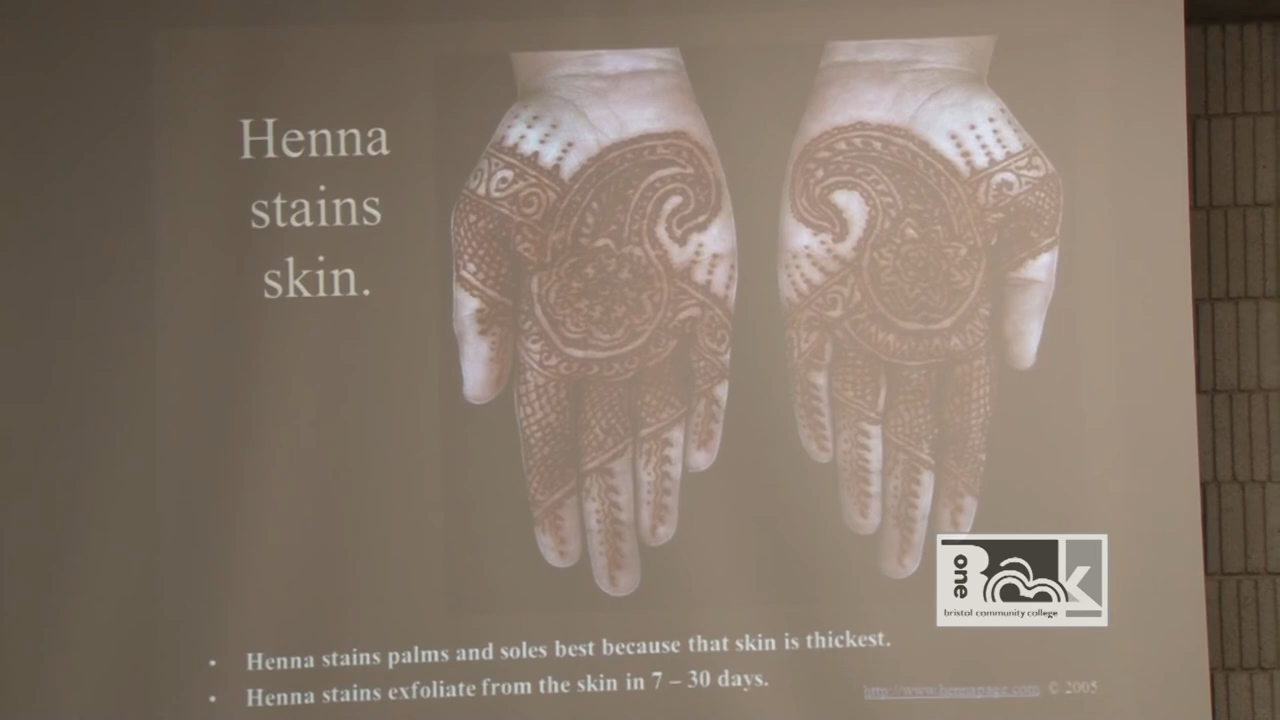 Henna
stains
skin.
one Book
bristol community college
• Henna stains palms and soles best because that skin is thickest.
• Henna stains exfoliate from the skin in 7 – 30 days.
http://www.hennapage.com © 2005